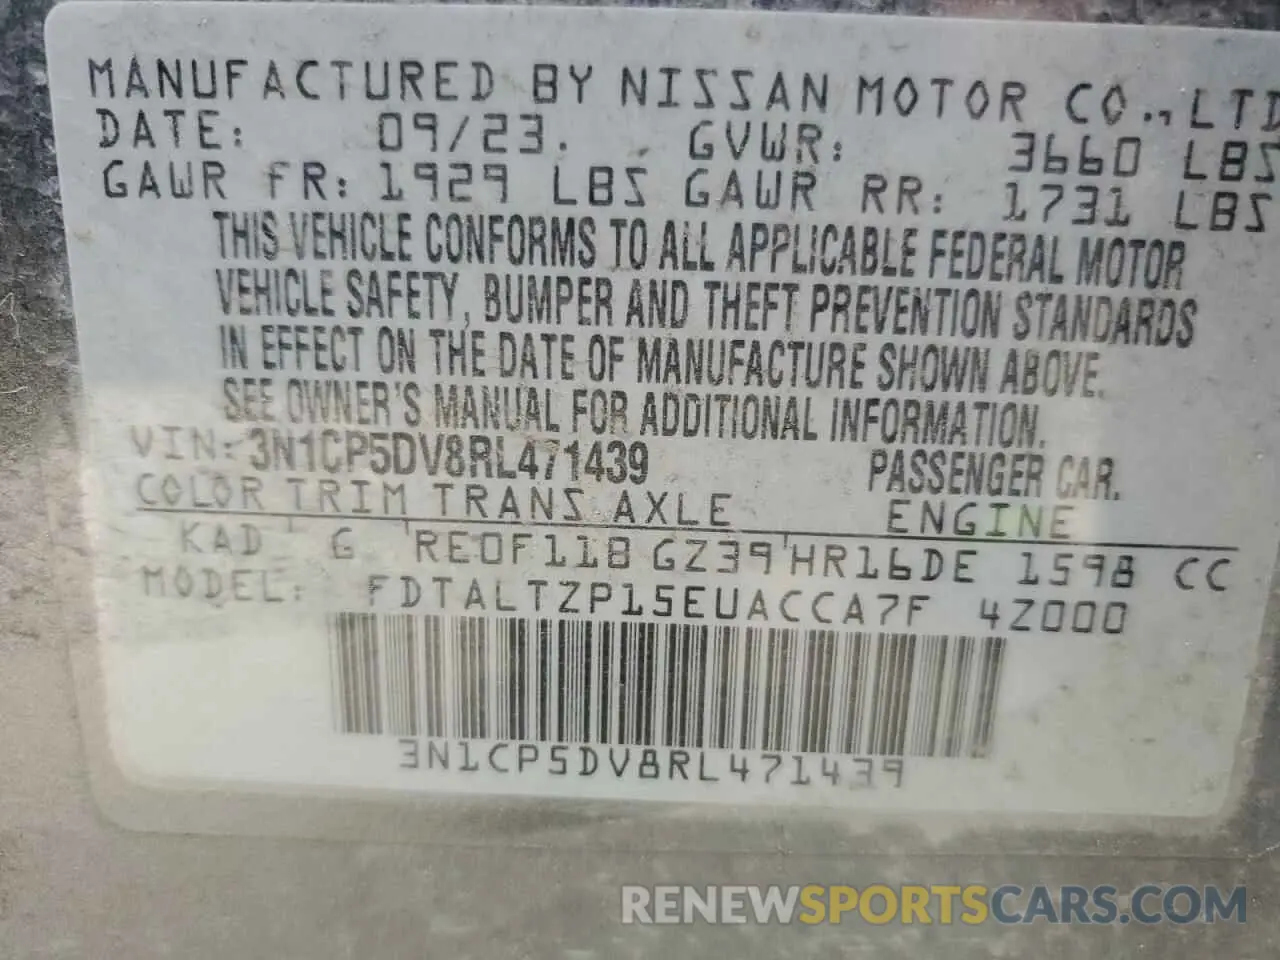 MANUFACTURED BY NISSAN MOTOR CO., LTD
DATE: 09/23. GVWR: 3660 LBS
GAWR FR: 1929 LBS GAWR RR: 1731 LBS
THIS VEHICLE CONFORMS TO ALL APPLICABLE FEDERAL MOTOR
VEHICLE SAFETY, BUMPER AND THEFT PREVENTION STANDARDS
IN EFFECT ON THE DATE OF MANUFACTURE SHOWN ABOVE.
SEE OWNER'S MANUAL FOR ADDITIONAL INFORMATION.
VIN: 3N1CP5DV8RL471439 PASSENGER CAR.
COLOR TRIM TRANS AXLE ENGINE
KAD G RE0F11B GZ39 HR16DE 1598 CC
MODEL: FDTALTZP15EUACCA7F 4Z000
3N1CP5DV8RL471439
RENEWSPORTSCARS.COM